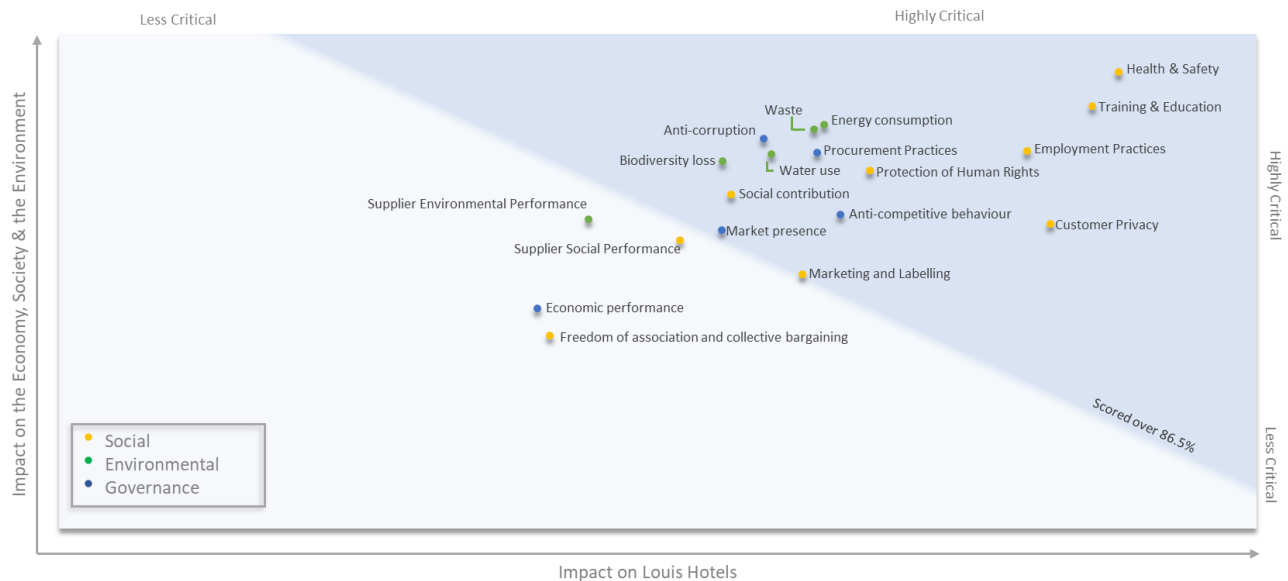 Less Critical
Highly Critical
Health & Safety
Training & Education
Waste
Energy consumption
Anti-corruption
Procurement Practices
Employment Practices
Biodiversity loss
Water use
Protection of Human Rights
Social contribution
Supplier Environmental Performance
Anti-competitive behaviour
Customer Privacy
Market presence
Supplier Social Performance
Marketing and Labelling
Economic performance
Freedom of association and collective bargaining
Scored over 86.5%
Highly Critical
Less Critical
Impact on the Economy, Society & the Environment
Social
Environmental
Governance
Impact on Louis Hotels